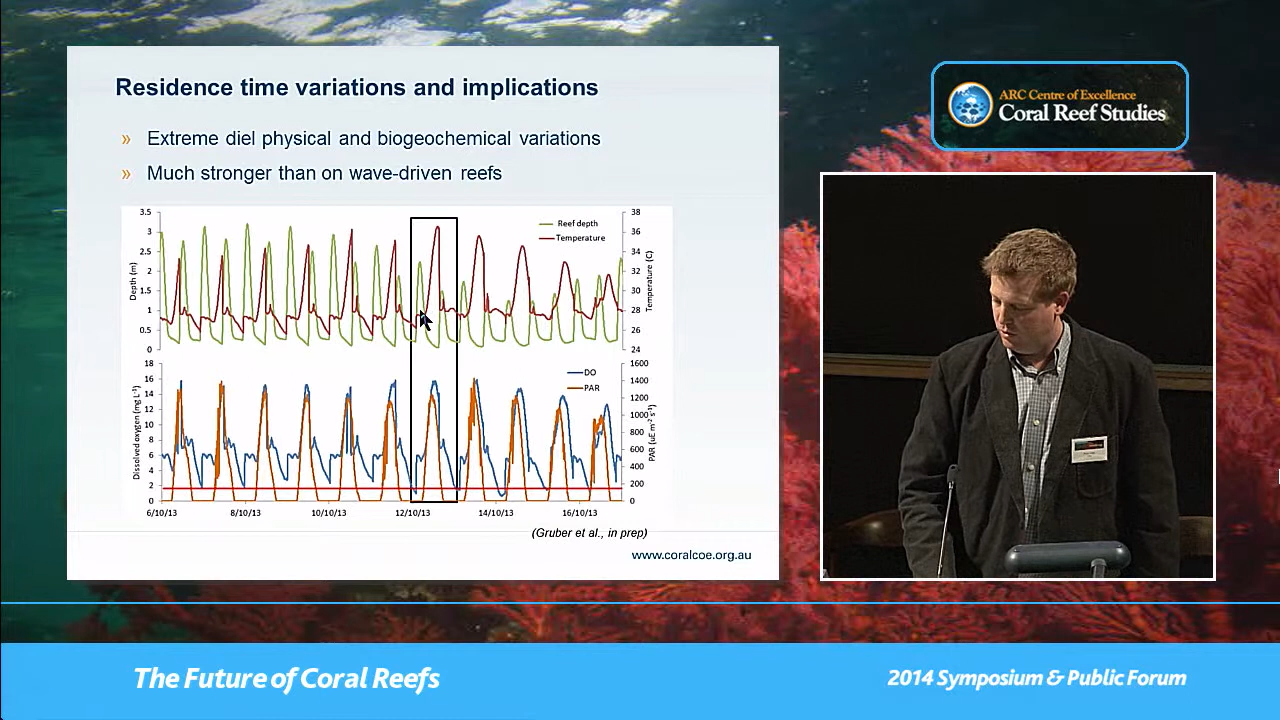 Residence time variations and implications
» Extreme diel physical and biogeochemical variations
» Much stronger than on wave-driven reefs
3.5
3
2.5
2
1.5
1
0.5
0
Depth (m)
38
36
34
32
30
28
26
24
Temperature (C)
Reef depth
Temperature
18
16
14
12
10
8
6
4
2
0
Dissolved oxygen (mg L-1)
1600
1400
1200
1000
800
600
400
200
0
PAR (uE m-2 s-1)
DO
PAR
6/10/13 8/10/13 10/10/13 12/10/13 14/10/13 16/10/13
(Gruber et al., in prep)
www.coralcoe.org.au
ARC Centre of Excellence
Coral Reef Studies
The Future of Coral Reefs
2014 Symposium & Public Forum